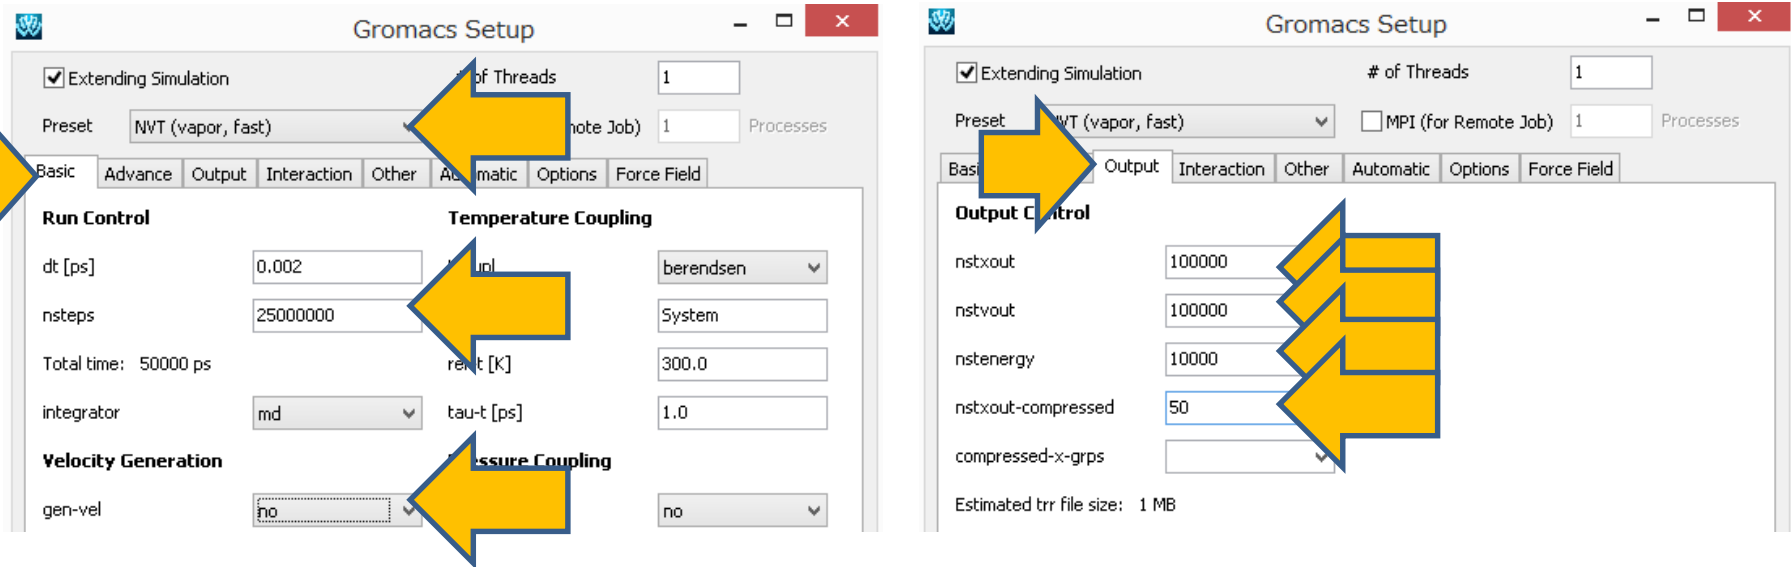 Gromacs Setup
Extending Simulation
of Threads
1
Preset
NVT (vapor, fast)
Job)
1
Processes
Basic
Advance
Output
Interaction
Other
Options
Force Field
Run Control
Temperature Coupling
dt [ps]
0.002
berendsen
nsteps
25000000
System
Total time: 50000 ps
[K]
300.0
integrator
md
tau-t [ps]
1.0
Velocity Generation
Coupling
gen-vel
no
no
Gromacs Setup
Extending Simulation
# of Threads
1
Preset
(vapor, fast)
MPI (for Remote Job)
1
Processes
Output
Interaction
Other
Automatic
Options
Force Field
Output Control
nstxout
100000
nstvout
100000
nstenergy
10000
nstxout-compressed
50
compressed-x-grps
Estimated trr file size: 1 MB